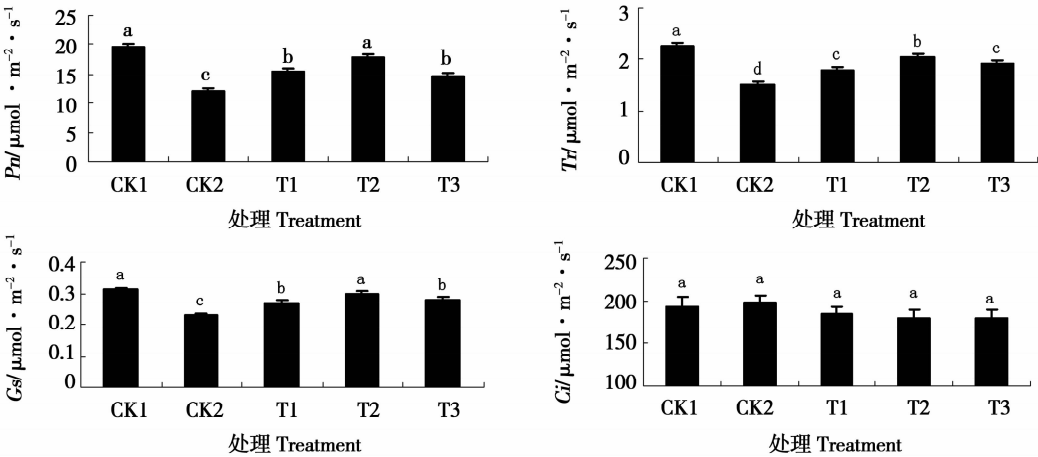 Pn/μmol·m⁻²·s⁻¹
25
20
15
10
5
0
a
c
b
a
b
CK1 CK2 T1 T2 T3
处理 Treatment
Tr/μmol·m⁻²·s⁻¹
3
2
1
0
a
d
c
b
c
CK1 CK2 T1 T2 T3
处理 Treatment
Gs/μmol·m⁻²·s⁻¹
0.4
0.3
0.2
0.1
0
a
c
b
a
b
CK1 CK2 T1 T2 T3
处理 Treatment
Ci/μmol·m⁻²·s⁻¹
250
200
150
100
a
a
a
a
a
CK1 CK2 T1 T2 T3
处理 Treatment